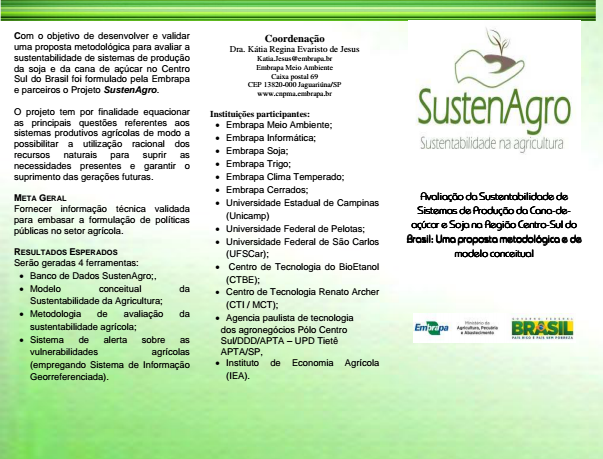 Com o objetivo de desenvolver e validar
uma proposta metodológica para avaliar a
sustentabilidade de sistemas de produção
da soja e da cana de açúcar no Centro
Sul do Brasil foi formulado pela Embrapa
e parceiros o Projeto SustenAgro.
O projeto tem por finalidade equacionar
as principais questões referentes aos
sistemas produtivos agrícolas de modo a
possibilitar a utilização racional dos
recursos naturais para suprir as
necessidades presentes e garantir o
suprimento das gerações futuras.
META GERAL
Fornecer informação técnica validada
para embasar a formulação de políticas
públicas no setor agrícola.
RESULTADOS ESPERADOS
Serão geradas 4 ferramentas:
• Banco de Dados SustenAgro;,
• Modelo conceitual da
Sustentabilidade da Agricultura;
• Metodologia de avaliação da
sustentabilidade agrícola;
• Sistema de alerta sobre as
vulnerabilidades agrícolas
(empregando Sistema de Informação
Georreferenciada).
Coordenação
Dra. Kátia Regina Evaristo de Jesus
Katia.Jesus@embrapa.br
Embrapa Meio Ambiente
Caixa postal 69
CEP 13820-000 Jaguariúna/SP
www.cnpma.embrapa.br
Instituições participantes:
• Embrapa Meio Ambiente;
• Embrapa Informática;
• Embrapa Soja;
• Embrapa Trigo;
• Embrapa Clima Temperado;
• Embrapa Cerrados;
• Universidade Estadual de Campinas
(Unicamp)
• Universidade Federal de Pelotas;
• Universidade Federal de São Carlos
(UFSCar);
• Centro de Tecnologia do BioEtanol
(CTBE);
• Centro de Tecnologia Renato Archer
(CTI / MCT);
• Agencia paulista de tecnologia
dos agronegócios Pólo Centro
Sul/DDD/APTA – UPD Tietê
APTA/SP,
• Instituto de Economia Agrícola
(IEA).
SustenAgro
Sustentabilidade na agricultura
Avaliação da Sustentabilidade de
Sistemas de Produção da Cana-de-
açúcar e Soja na Região Centro-Sul do
Brasil: Uma proposta metodológica e de
modelo conceitual
Embrapa
Ministério da
Agricultura, Pecuária
e Abastecimento
GOVERNO FEDERAL
BRASIL
PAÍS RICO É PAÍS SEM POBREZA